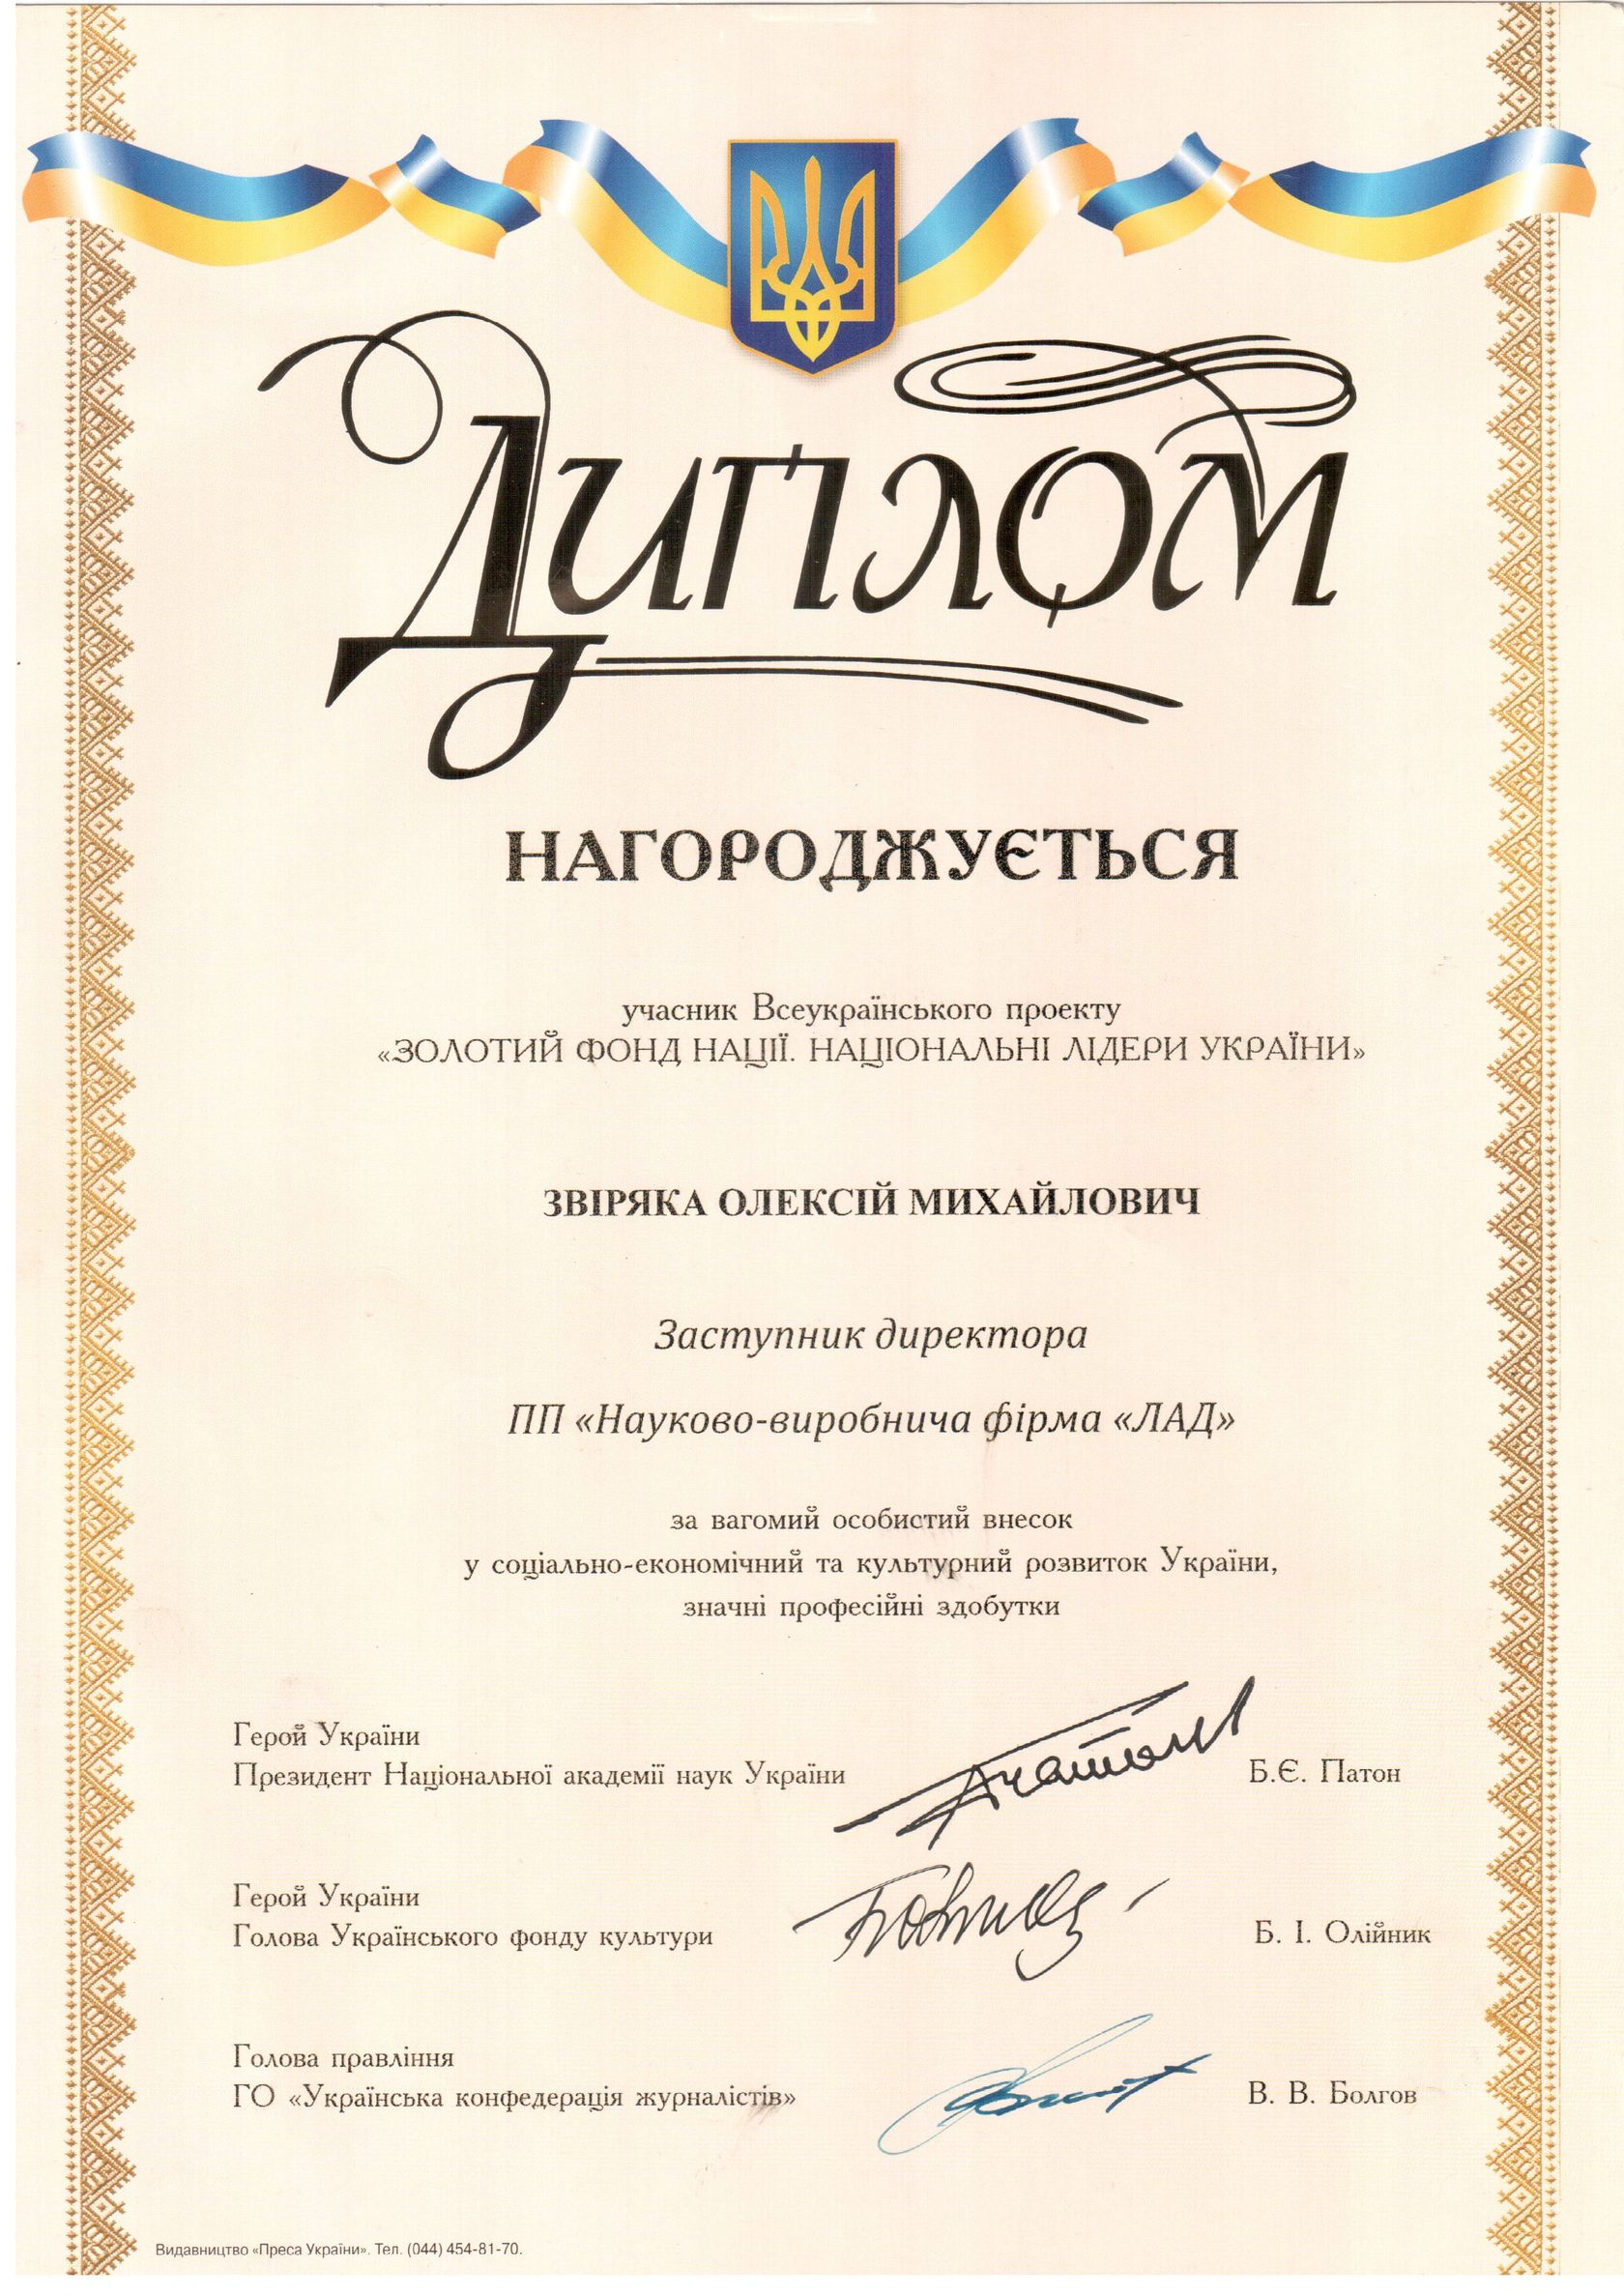 Диплом
НАГОРОДЖУЄТЬСЯ
учасник Всеукраїнського проекту
«ЗОЛОТИЙ ФОНД НАЦІЇ. НАЦІОНАЛЬНІ ЛІДЕРИ УКРАЇНИ»
ЗВІРЯКА ОЛЕКСІЙ МИХАЙЛОВИЧ
Заступник директора
ПП «Науково-виробнича фірма «ЛАД»
за вагомий особистий внесок
у соціально-економічний та культурний розвиток України,
значні професійні здобутки
Герой України
Президент Національної академії наук України Б.Є. Патон
Герой України
Голова Українського фонду культури Б. І. Олійник
Голова правління
ГО «Українська конфедерація журналістів» В. В. Болгов
Видавництво «Преса України». Тел. (044) 454-81-70.